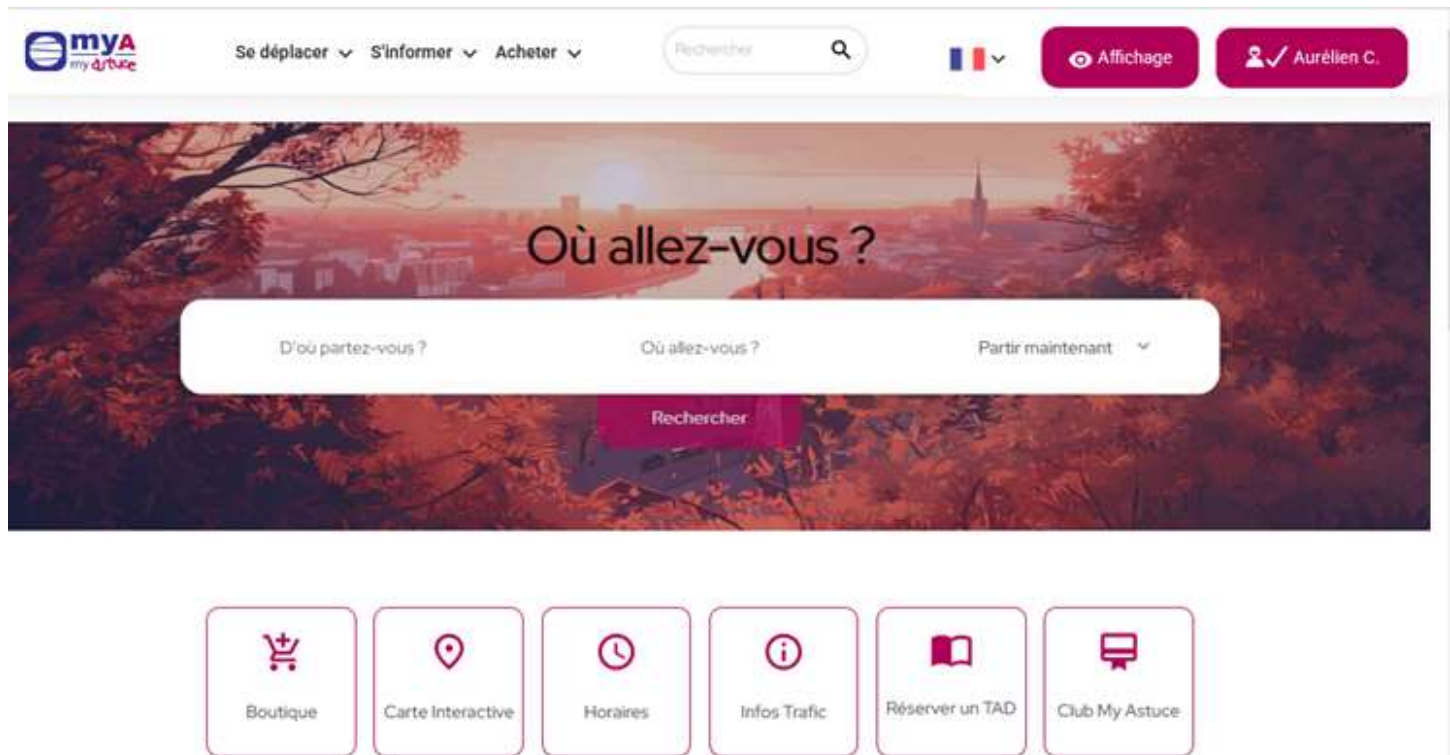 myA
my astuce
Se déplacer S'informer Acheter Rechercher Affichage Aurélien C.
Où allez-vous ?
D'où partez-vous ? Où allez-vous ? Partir maintenant
Rechercher
Boutique Carte Interactive Horaires Infos Trafic Réserver un TAD Club My Astuce